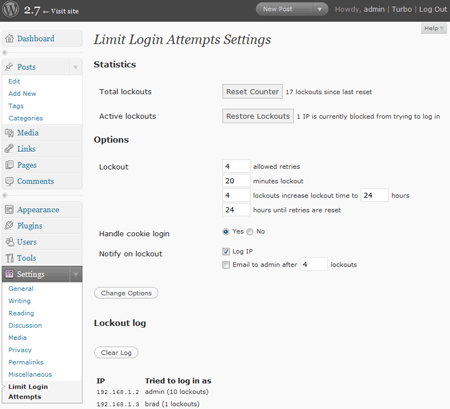 2.7 ← Visit site
New Post
Howdy, admin | Turbo | Log Out
Help
Dashboard
Posts
Edit
Add New
Tags
Categories
Media
Links
Pages
Comments
Appearance
Plugins
Users
Tools
Settings
General
Writing
Reading
Discussion
Media
Privacy
Permalinks
Miscellaneous
Limit Login
Attempts
Limit Login Attempts Settings
Statistics
Total lockouts Reset Counter 17 lockouts since last reset
Active lockouts Restore Lockouts 1 IP is currently blocked from trying to log in
Options
Lockout 4 allowed retries
20 minutes lockout
4 lockouts increase lockout time to 24 hours
24 hours until retries are reset
Handle cookie login Yes No
Notify on lockout Log IP
Email to admin after 4 lockouts
Change Options
Lockout log
Clear Log
IP Tried to log in as
192.168.1.2 admin (10 lockouts)
192.168.1.3 brad (1 lockouts)